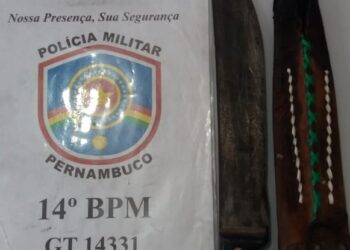 Nossa Presença, Sua Segurança
POLÍCIA MILITAR
PERNAMBUCO
14º BPM
GT 14331